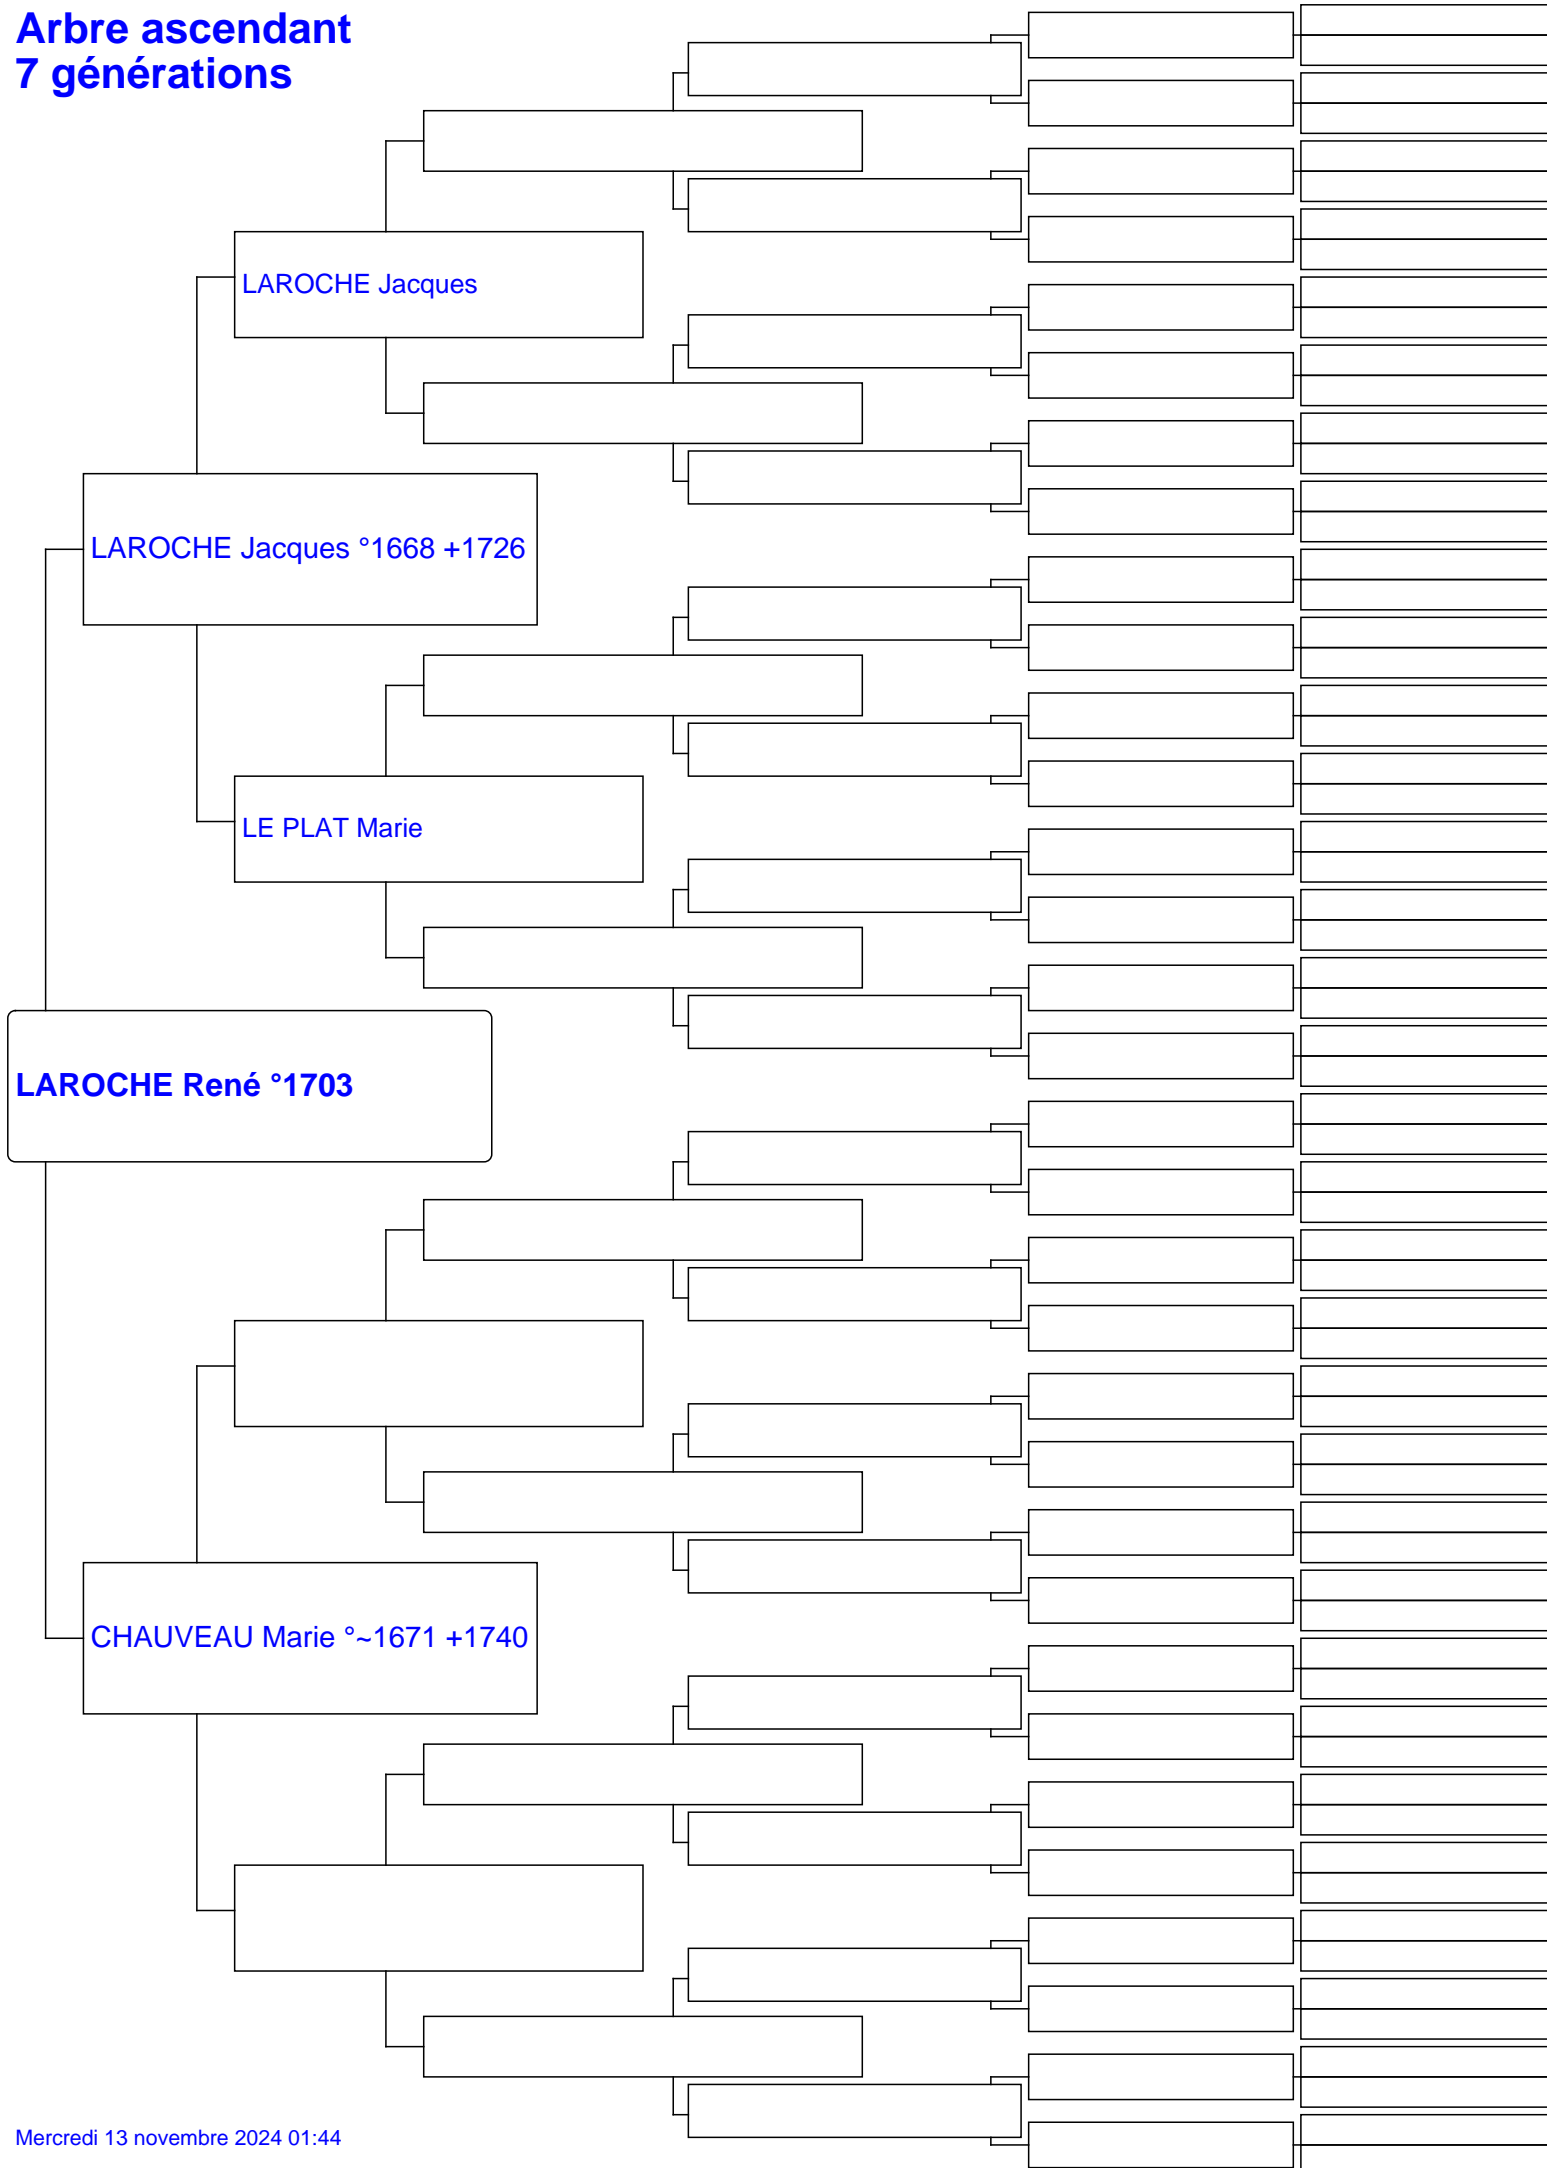 Arbre ascendant
7 générations
LAROCHE Jacques
LAROCHE Jacques °1668 +1726
LE PLAT Marie
LAROCHE René °1703
CHAUVEAU Marie °~1671 +1740
Mercredi 13 novembre 2024 01:44